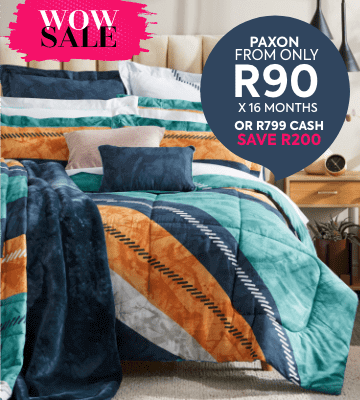 WOW
SALE
PAXON
FROM ONLY
R90
X 16 MONTHS
OR R799 CASH
SAVE R200